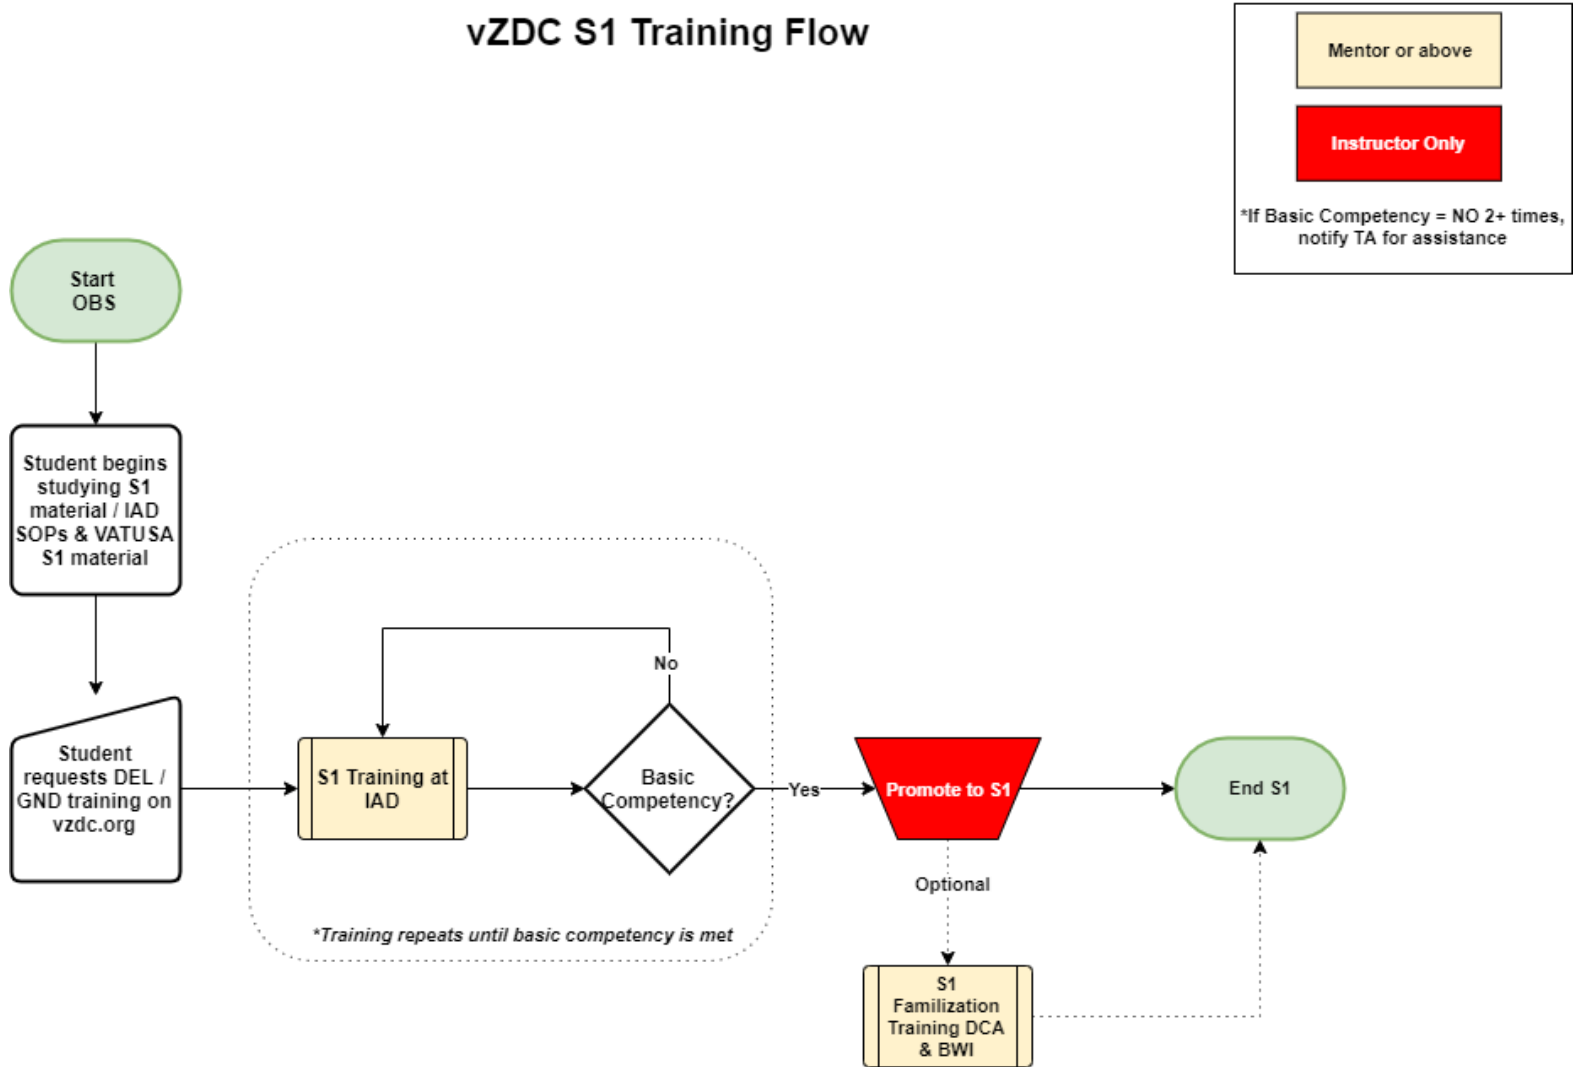 vZDC S1 Training Flow
Mentor or above
Instructor Only
*If Basic Competency = NO 2+ times,
notify TA for assistance
Start
OBS
Student begins
studying S1
material / IAD
SOPs & VATUSA
S1 material
Student
requests DEL /
GND training on
vzdc.org
S1 Training at
IAD
No
Basic
Competency?
*Training repeats until basic competency is met
Yes
Promote to S1
End S1
Optional
S1
Familization
Training DCA
& BWI